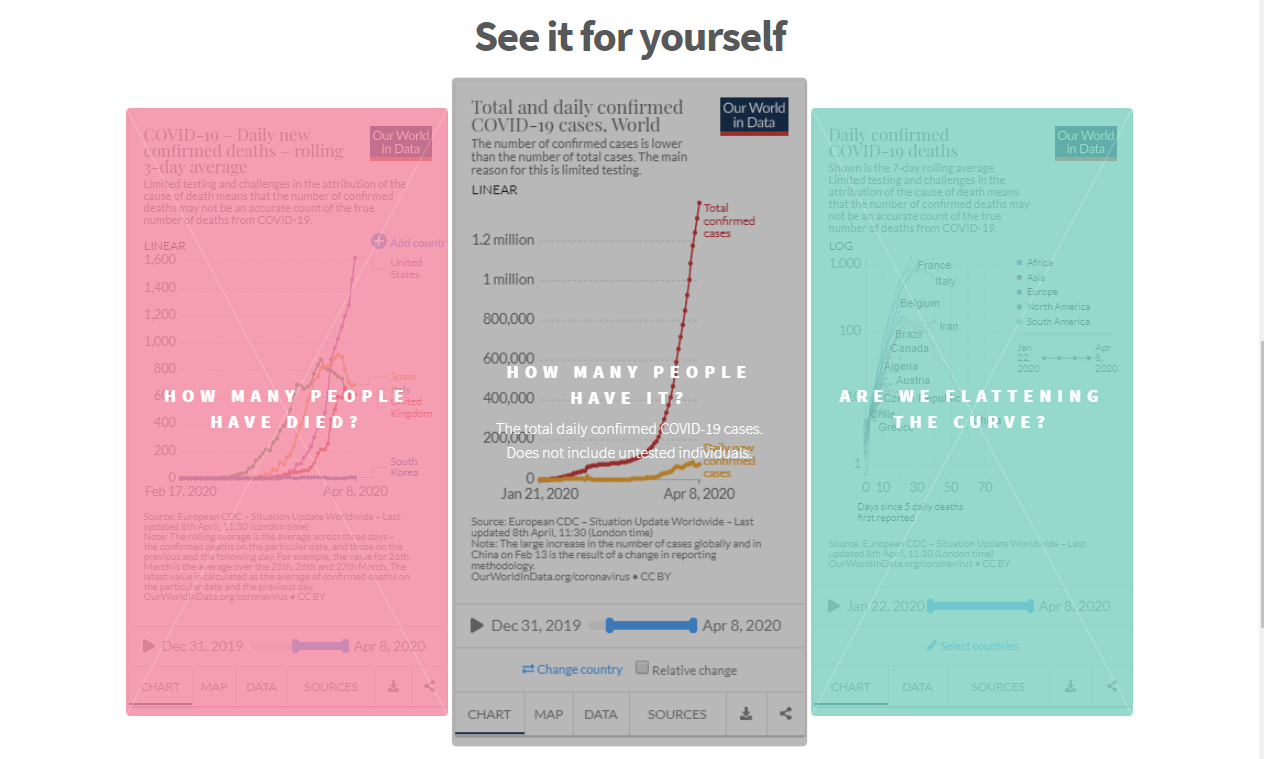 See it for yourself
COVID-19 – Daily new
confirmed deaths – rolling
3-day average
Our World
in Data
Limited testing and challenges in the attribution of the
cause of death means that the number of confirmed
deaths may not be an accurate count of the true
number of deaths from COVID-19.
LINEAR
Add countr
1,600
1,400
1,200
1,000
800
600
400
200
0
United
States
Spain
Italy
United
Kingdom
South
Korea
Feb 17, 2020
Apr 8, 2020
HOW MANY PEOPLE
HAVE DIED?
Source: European CDC – Situation Update Worldwide – Last
updated 8th April, 11:30 (London time)
Note: The rolling average is the average across three days –
the confirmed deaths on the particular date, and those on the
previous and the following day. For example, the value for 26th
March is the average over the 25th, 26th and 27th March. The
latest value is calculated as the average of confirmed deaths on
the particular date and the previous day.
OurWorldInData.org/coronavirus • CC BY
Dec 31, 2019
Apr 8, 2020
CHART
MAP
DATA
SOURCES
Total and daily confirmed
COVID-19 cases, World
Our World
in Data
The number of confirmed cases is lower
than the number of total cases. The main
reason for this is limited testing.
LINEAR
1.2 million
1 million
800,000
600,000
400,000
200,000
0
Total
confirmed
cases
Daily new
confirmed
cases
Jan 21, 2020
Apr 8, 2020
HOW MANY PEOPLE
HAVE IT?
The total daily confirmed COVID-19 cases.
Does not include untested individuals.
Source: European CDC – Situation Update Worldwide – Last
updated 8th April, 11:30 (London time)
Note: The large increase in the number of cases globally and in
China on Feb 13 is the result of a change in reporting
methodology.
OurWorldInData.org/coronavirus • CC BY
Dec 31, 2019
Apr 8, 2020
Change country
Relative change
CHART
MAP
DATA
SOURCES
Daily confirmed
COVID-19 deaths
Our World
in Data
Shown is the 7-day rolling average.
Limited testing and challenges in the
attribution of the cause of death means
that the number of confirmed deaths may
not be an accurate count of the true
number of deaths from COVID-19.
LOG
1,000
100
1
France
Italy
Belgium
Iran
Brazil
Canada
Algeria
Austria
Czech Republic
Chile
Greece
Africa
Asia
Europe
North America
South America
Jan
22,
2020
Apr
8,
2020
0
10
30
50
70
Days since 5 daily deaths
first reported
ARE WE FLATTENING
THE CURVE?
Source: European CDC – Situation Update Worldwide – Last
updated 8th April, 11:30 (London time)
OurWorldInData.org/coronavirus • CC BY
Jan 22, 2020
Apr 8, 2020
Select countries
CHART
DATA
SOURCES